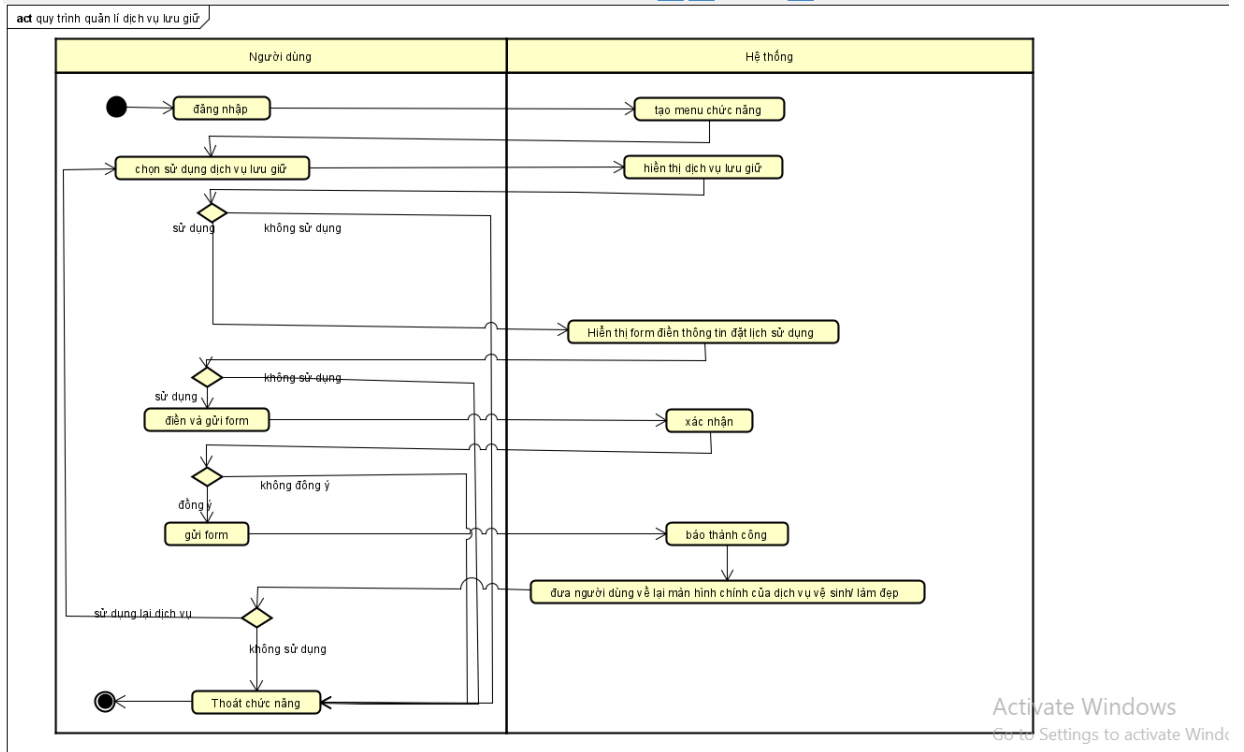 act quy trình quản lí dịch vụ lưu giữ
Người dùng
Hệ thống
đăng nhập
tạo menu chức năng
chọn sử dụng dịch vụ lưu giữ
hiển thị dịch vụ lưu giữ
sử dụng
không sử dụng
Hiển thị form điền thông tin đặt lịch sử dụng
không sử dụng
sử dụng
điền và gửi form
xác nhận
không đông ý
đồng ý
gửi form
báo thành công
đưa người dùng về lại màn hình chính của dịch vụ vệ sinh/ làm đẹp
sử dụng lại dịch vụ
không sử dụng
Thoát chức năng
Activate Windows
Go to Settings to activate Windo